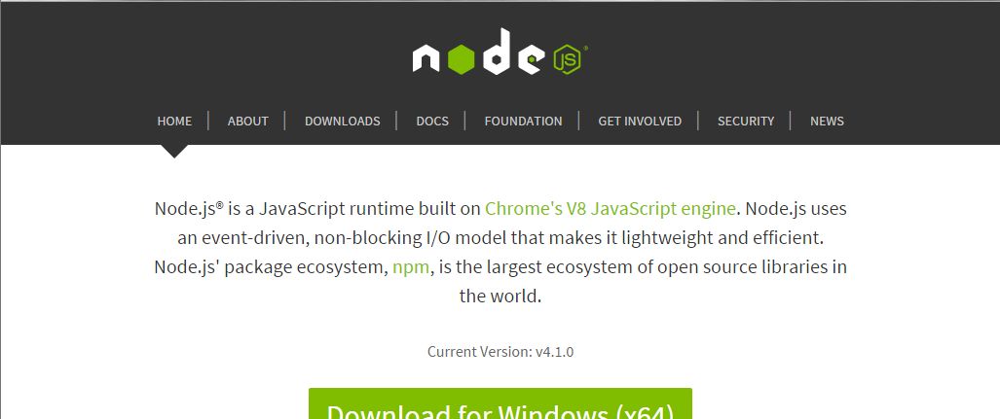 node JS®
HOME | ABOUT | DOWNLOADS | DOCS | FOUNDATION | GET INVOLVED | SECURITY | NEWS
Node.js® is a JavaScript runtime built on Chrome's V8 JavaScript engine. Node.js uses
an event-driven, non-blocking I/O model that makes it lightweight and efficient.
Node.js' package ecosystem, npm, is the largest ecosystem of open source libraries in
the world.
Current Version: v4.1.0
Download for Windows (x64)